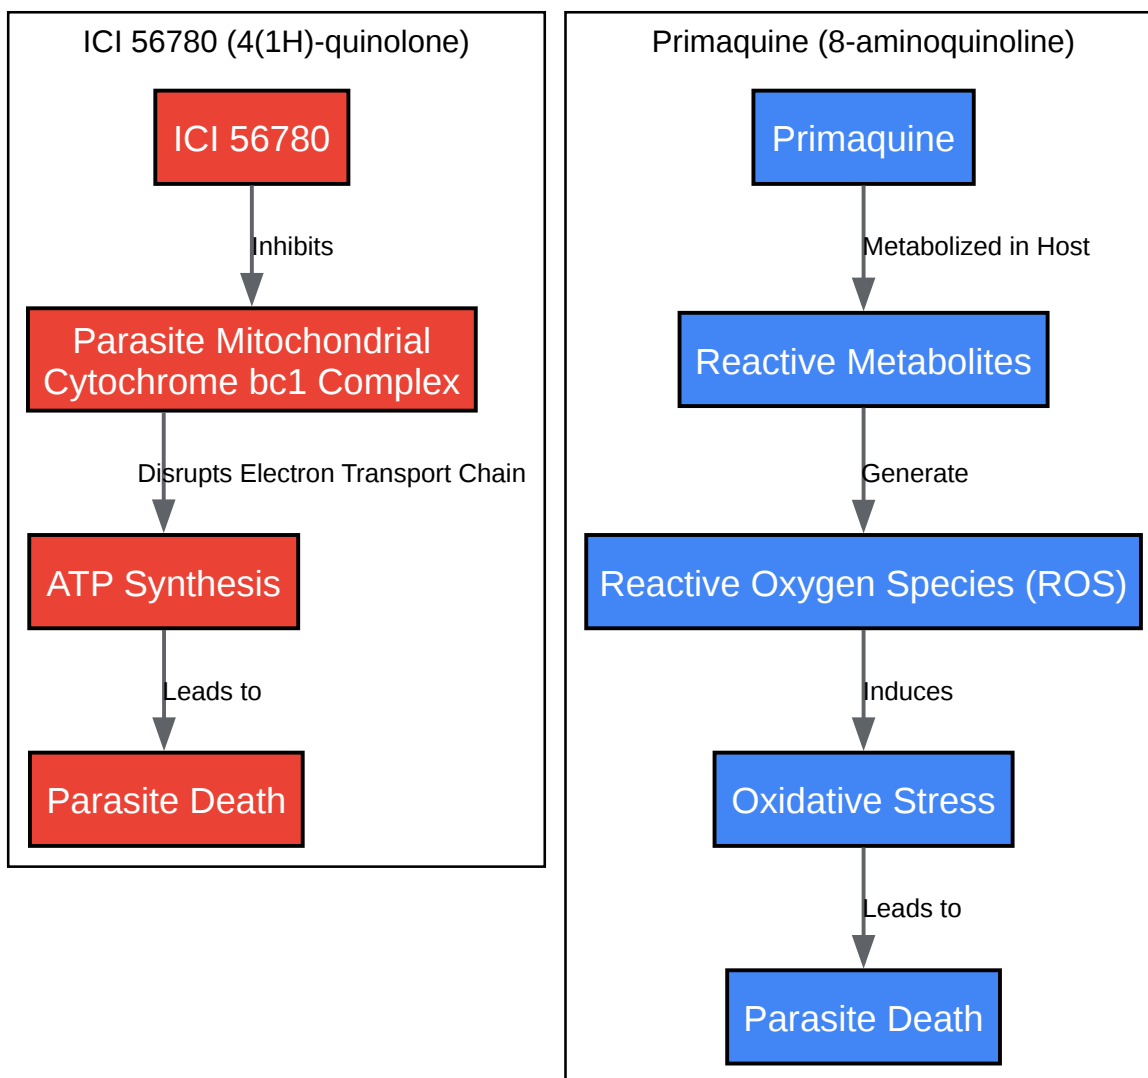 ICI 56780 (4(1H)-quinolone)
ICI 56780
Inhibits
Parasite Mitochondrial
Cytochrome bc1 Complex
Disrupts Electron Transport Chain
ATP Synthesis
Leads to
Parasite Death
Primaquine (8-aminoquinoline)
Primaquine
Metabolized in Host
Reactive Metabolites
Generate
Reactive Oxygen Species (ROS)
Induces
Oxidative Stress
Leads to
Parasite Death